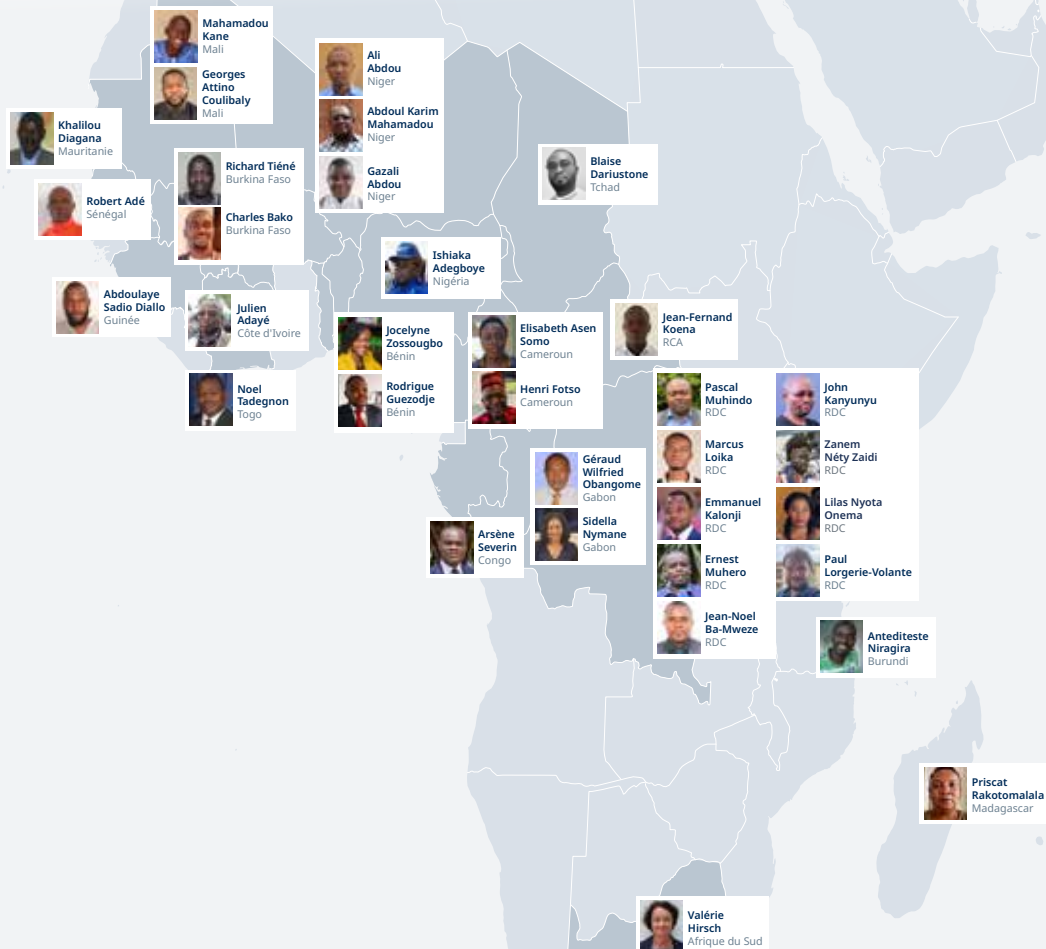 Mahamadou
Kane
Mali
Georges
Attino
Coulibaly
Mali
Ali
Abdou
Niger
Abdoul Karim
Mahamadou
Niger
Gazali
Abdou
Niger
Khalilou
Diagana
Mauritanie
Robert Adé
Sénégal
Richard Tiéné
Burkina Faso
Charles Bako
Burkina Faso
Blaise
Dariustone
Tchad
Ishiaka
Adegboye
Nigéria
Abdoulaye
Sadio Diallo
Guinée
Julien
Adayé
Côte d'Ivoire
Noel
Tadegnon
Togo
Jocelyne
Zossougbo
Bénin
Rodrigue
Guezodje
Bénin
Elisabeth Asen
Somo
Cameroun
Henri Fotso
Cameroun
Jean-Fernand
Koena
RCA
Pascal
Muhindo
RDC
John
Kanyunyu
RDC
Marcus
Loika
RDC
Zanem
Néty Zaidi
RDC
Emmanuel
Kalonji
RDC
Lilas Nyota
Onema
RDC
Ernest
Muhero
RDC
Paul
Lorgerie-Volante
RDC
Jean-Noel
Ba-Mweze
RDC
Géraud
Wilfried
Obangome
Gabon
Sidella
Nymane
Gabon
Arsène
Severin
Congo
Antediteste
Niragira
Burundi
Priscat
Rakotomalala
Madagascar
Valérie
Hirsch
Afrique du Sud